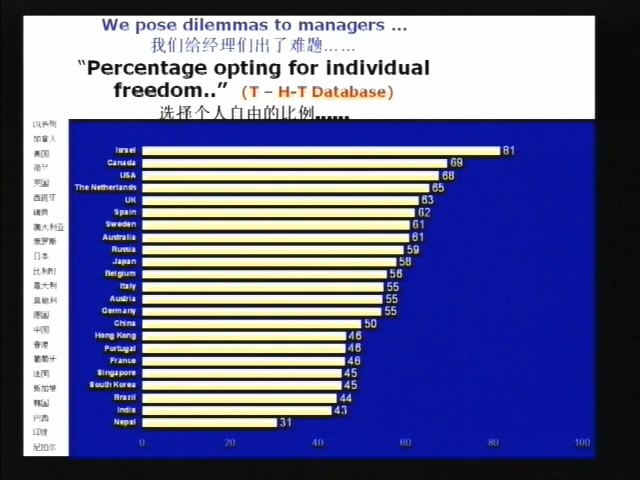 We pose dilemmas to managers ...
我们给经理们出了难题……
“Percentage opting for individual
freedom..” (T – H-T Database)
选择个人自由的比例……
以色列
加拿大
美国
荷兰
英国
西班牙
瑞典
澳大利亚
俄罗斯
日本
比利时
意大利
奥地利
德国
中国
香港
葡萄牙
法国
新加坡
韩国
巴西
印度
尼泊尔
Israel 81
Canada 69
USA 68
The Netherlands 65
UK 63
Spain 62
Sweden 61
Australia 61
Russia 59
Japan 58
Belgium 56
Italy 55
Austria 55
Germany 55
China 50
Hong Kong 46
Portugal 46
France 46
Singapore 45
South Korea 45
Brazil 44
India 43
Nepal 31
0 20 40 60 80 100